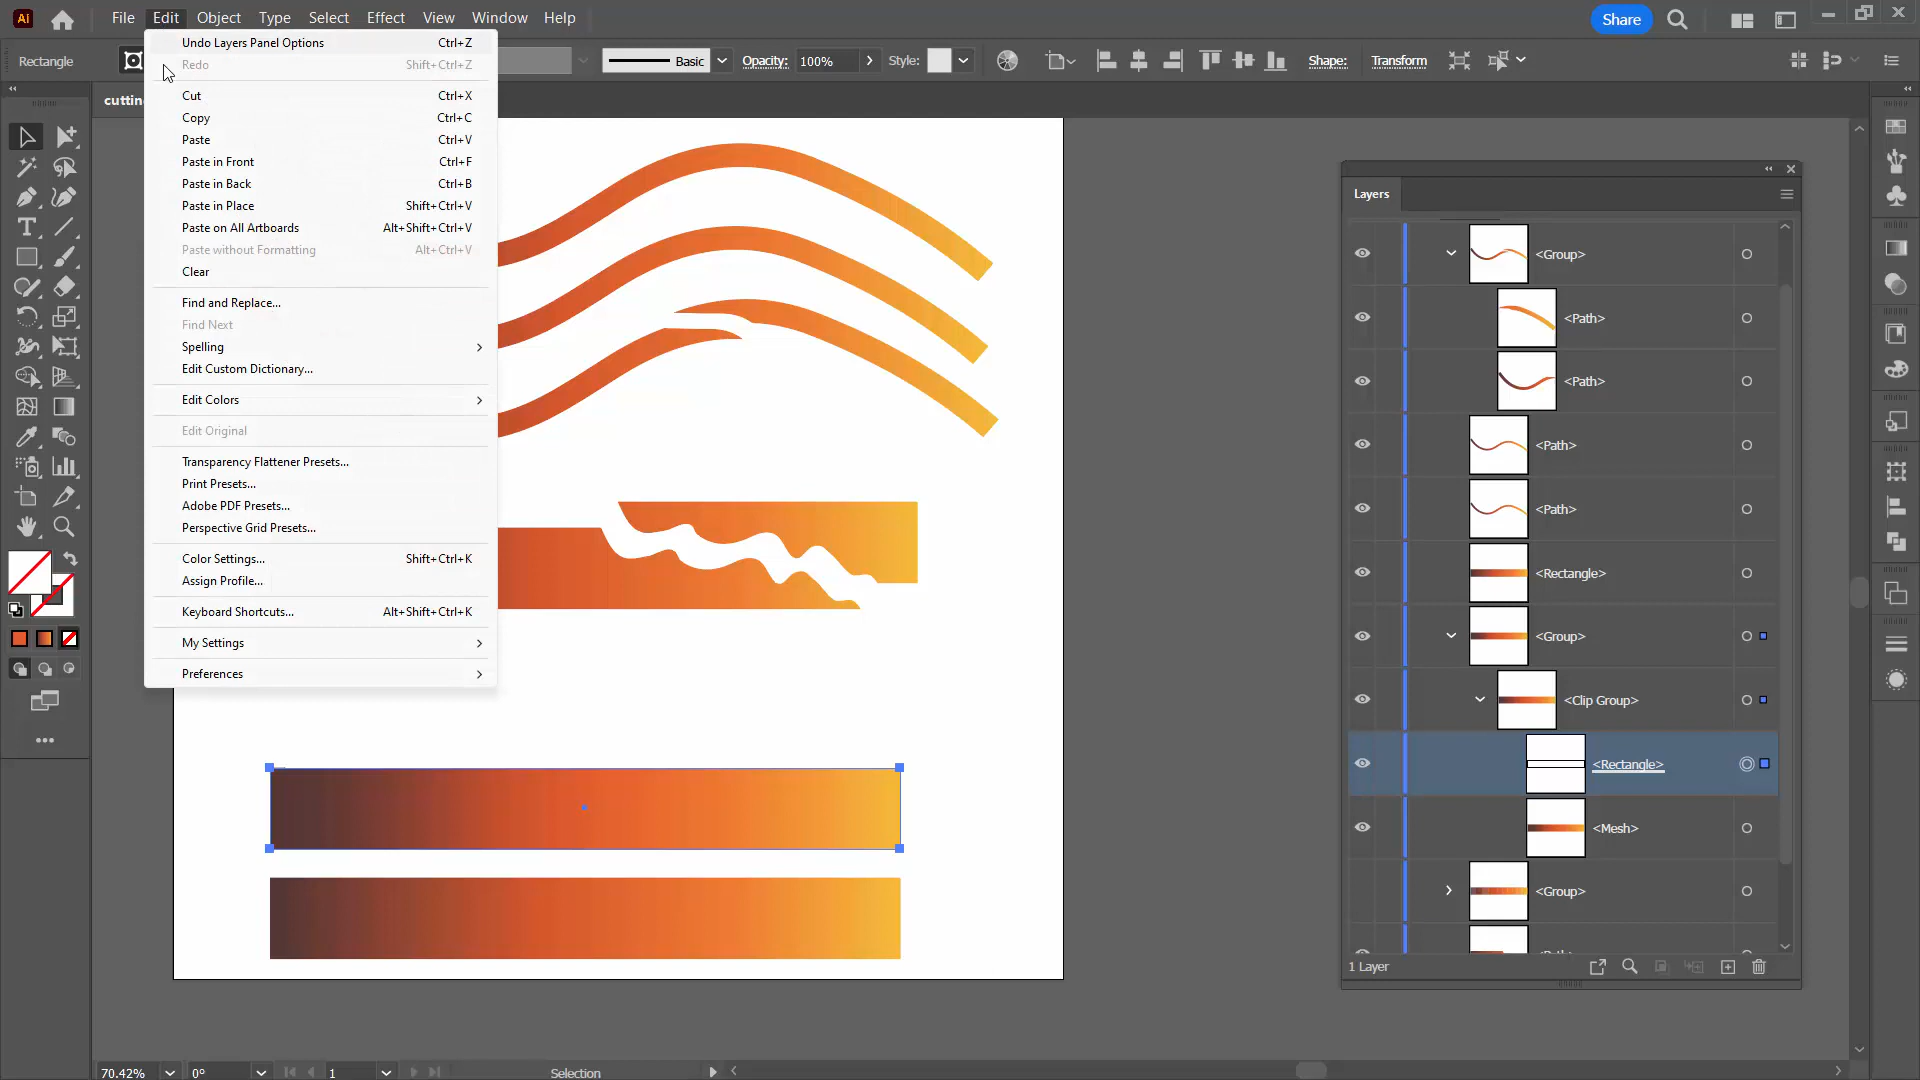 Ai
File Edit Object Type Select Effect View Window Help
Share
Rectangle
Basic
Opacity: 100%
Style:
Shape:
Transform
Undo Layers Panel Options Ctrl+Z
Redo Shift+Ctrl+Z
Cut Ctrl+X
Copy Ctrl+C
Paste Ctrl+V
Paste in Front Ctrl+F
Paste in Back Ctrl+B
Paste in Place Shift+Ctrl+V
Paste on All Artboards Alt+Shift+Ctrl+V
Paste without Formatting Alt+Ctrl+V
Clear
Find and Replace...
Find Next
Spelling
Edit Custom Dictionary...
Edit Colors
Edit Original
Transparency Flattener Presets...
Print Presets...
Adobe PDF Presets...
Perspective Grid Presets...
Color Settings... Shift+Ctrl+K
Assign Profile...
Keyboard Shortcuts... Alt+Shift+Ctrl+K
My Settings
Preferences
Layers
<Group>
<Path>
<Path>
<Path>
<Path>
<Rectangle>
<Group>
<Clip Group>
<Rectangle>
<Mesh>
<Group>
1 Layer
70.42% 0° 1 Selection